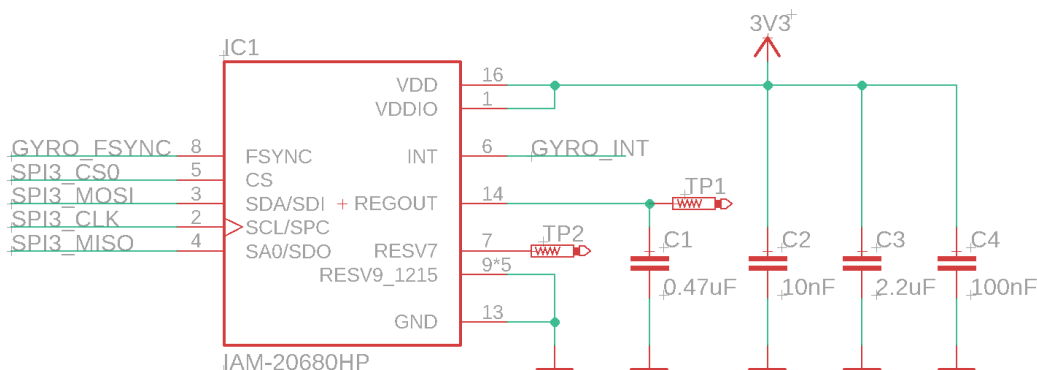 3V3
IC1
VDD 16
VDDIO 1
GYRO_FSYNC 8 FSYNC INT 6 GYRO_INT
SPI3_CS0 5 CS
SPI3_MOSI 3 SDA/SDI REGOUT 14 TP1
SPI3_CLK 2 SCL/SPC
SPI3_MISO 4 SA0/SDO RESV7 7 TP2
RESV9_1215 9*5
C1 C2 C3 C4
0.47uF 10nF 2.2uF 100nF
GND 13
IAM-20680HP